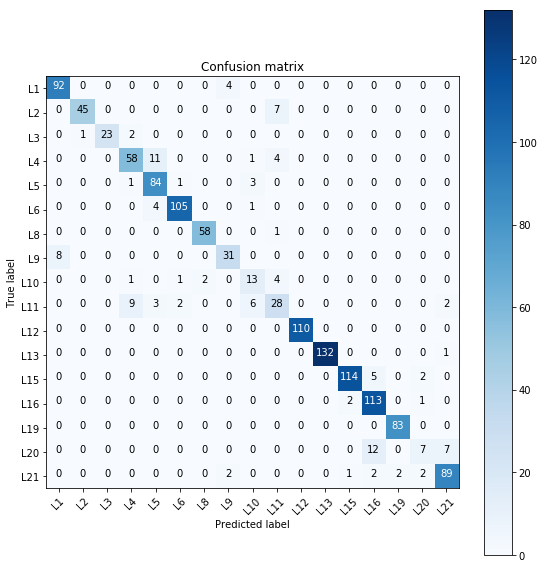 Confusion matrix
L1 92 0 0 0 0 0 0 4 0 0 0 0 0 0 0 0 0
L2 0 45 0 0 0 0 0 0 0 7 0 0 0 0 0 0 0
L3 0 1 23 2 0 0 0 0 0 0 0 0 0 0 0 0 0
L4 0 0 0 58 11 0 0 0 1 4 0 0 0 0 0 0 0
L5 0 0 0 1 84 1 0 0 3 0 0 0 0 0 0 0 0
L6 0 0 0 0 4 105 0 0 1 0 0 0 0 0 0 0 0
L8 0 0 0 0 0 0 58 0 0 1 0 0 0 0 0 0 0
L9 8 0 0 0 0 0 0 31 0 0 0 0 0 0 0 0 0
L10 0 0 0 1 0 1 2 0 13 4 0 0 0 0 0 0 0
L11 0 0 0 9 3 2 0 0 6 28 0 0 0 0 0 0 2
L12 0 0 0 0 0 0 0 0 0 0 110 0 0 0 0 0 0
L13 0 0 0 0 0 0 0 0 0 0 0 132 0 0 0 0 1
L15 0 0 0 0 0 0 0 0 0 0 0 0 114 5 0 2 0
L16 0 0 0 0 0 0 0 0 0 0 0 0 2 113 0 1 0
L19 0 0 0 0 0 0 0 0 0 0 0 0 0 0 83 0 0
L20 0 0 0 0 0 0 0 0 0 0 0 0 0 12 0 7 7
L21 0 0 0 0 0 0 0 2 0 0 0 0 1 2 2 2 89
L1 L2 L3 L4 L5 L6 L8 L9 L10 L11 L12 L13 L15 L16 L19 L20 L21
True label
Predicted label
120
100
80
60
40
20
0